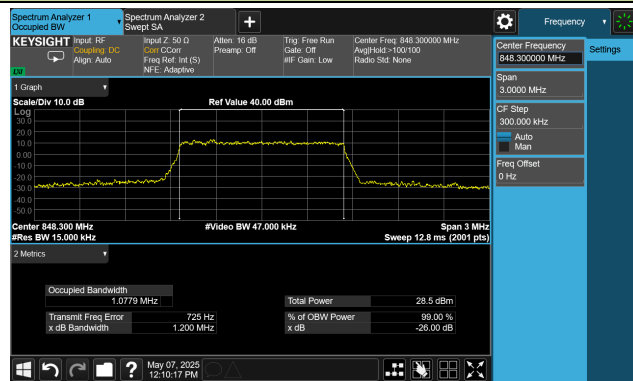 Spectrum Analyzer 1
Occupied BW
Spectrum Analyzer 2
Swept SA
Frequency
KEYSIGHT
Input: RF
Coupling: DC
Align: Auto
Input Z: 50 Ω
Corr CCorr
Freq Ref: Int (S)
NFE: Adaptive
Atten: 16 dB
Preamp: Off
Trig: Free Run
Gate: Off
#IF Gain: Low
Center Freq: 848.300000 MHz
Avg|Hold:>100/100
Radio Std: None
LXI
Center Frequency
848.300000 MHz
Settings
Span
3.0000 MHz
CF Step
300.000 kHz
Auto
Man
Freq Offset
0 Hz
1 Graph
Scale/Div 10.0 dB
Ref Value 40.00 dBm
Log
30.0
20.0
10.0
0.00
-10.0
-20.0
-30.0
-40.0
-50.0
Center 848.300 MHz
#Video BW 47.000 kHz
Span 3 MHz
#Res BW 15.000 kHz
Sweep 12.8 ms (2001 pts)
2 Metrics
Occupied Bandwidth
1.0779 MHz
Total Power
28.5 dBm
Transmit Freq Error
725 Hz
% of OBW Power
99.00 %
x dB Bandwidth
1.200 MHz
x dB
-26.00 dB
?
May 07, 2025
12:10:17 PM